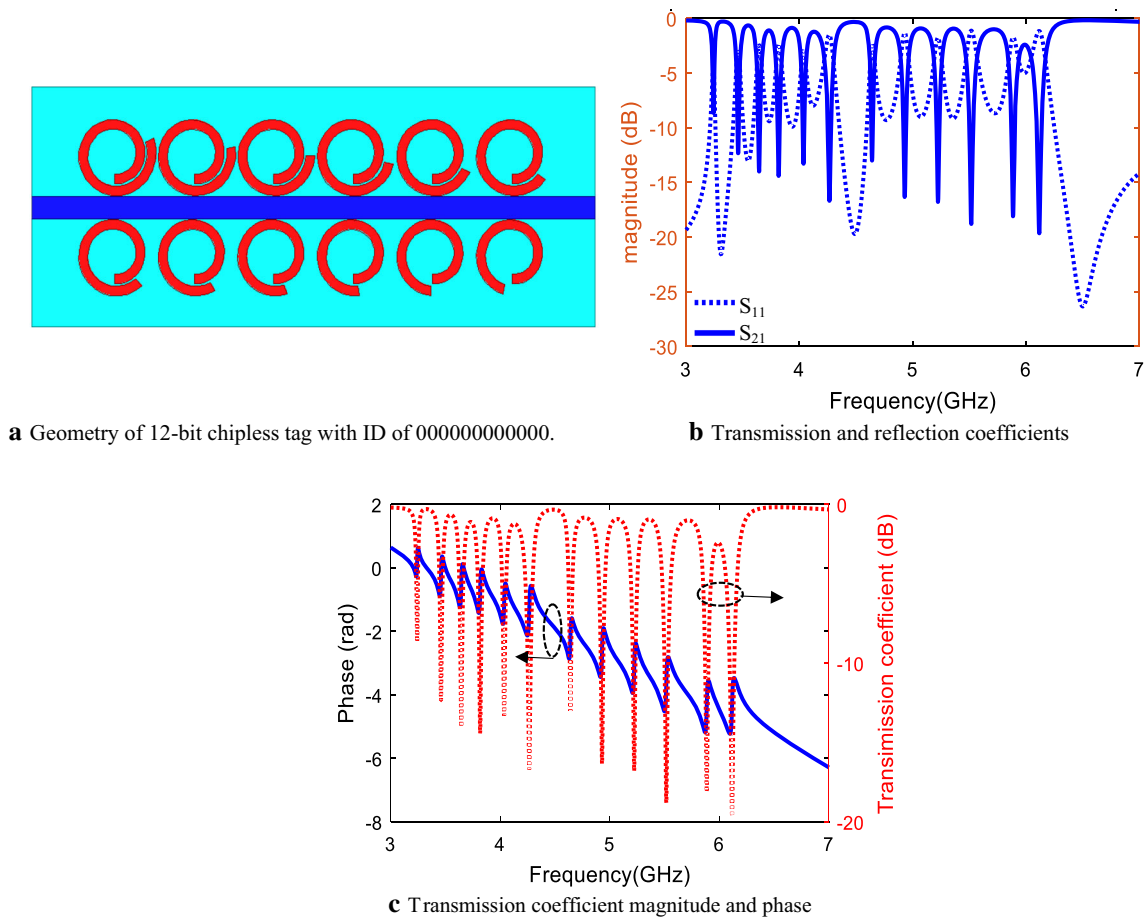 0
-5
-10
-15
-20
-25
-30
magnitude (dB)
S11
S21
3
4
5
6
7
Frequency(GHz)
a Geometry of 12-bit chipless tag with ID of 000000000000.
b Transmission and reflection coefficients
2
0
-2
-4
-6
-8
Phase (rad)
0
-10
-20
Transimission coefficient (dB)
3
4
5
6
7
Frequency(GHz)
c Transmission coefficient magnitude and phase